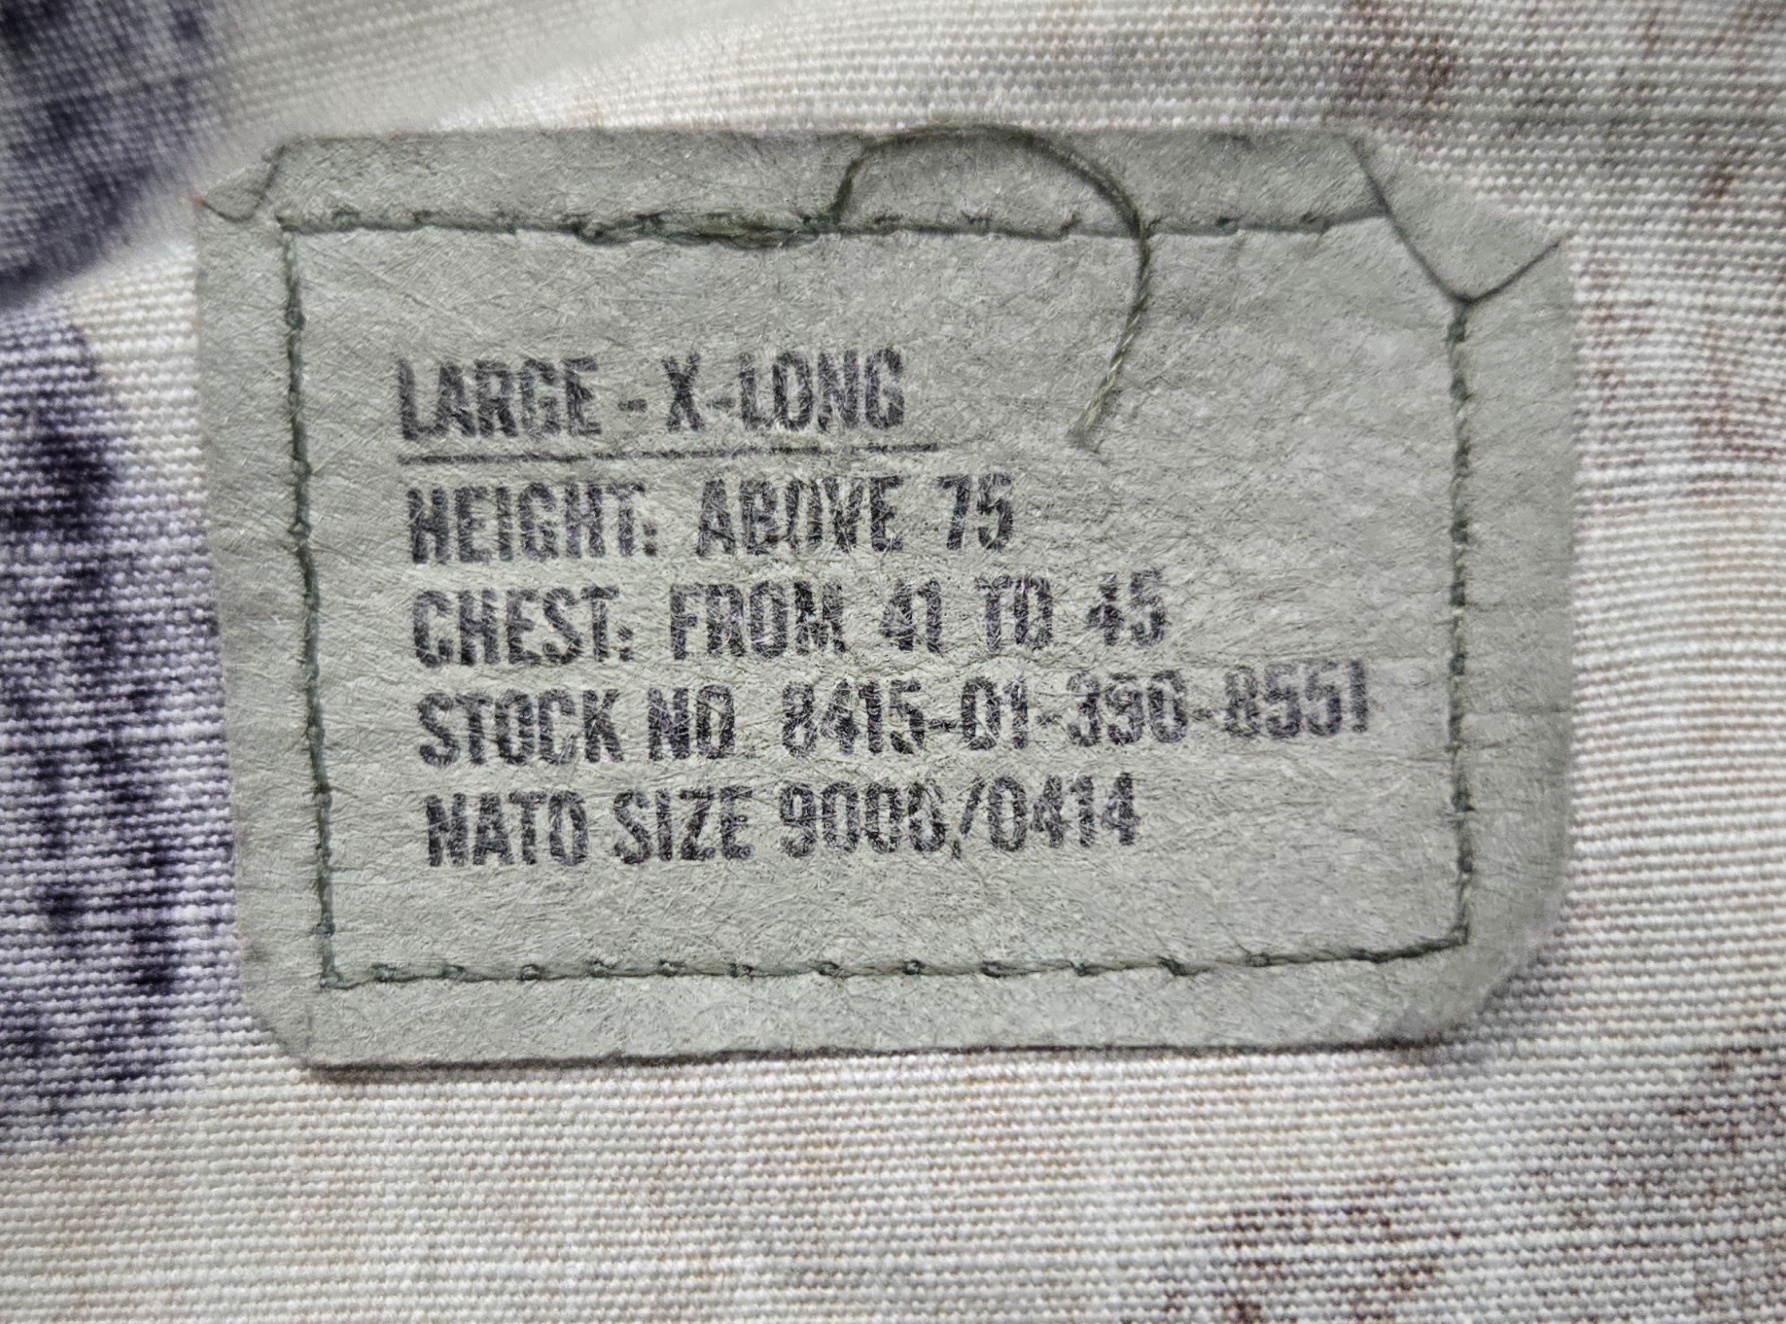 LARGE - X-LONG
HEIGHT: ABOVE 75
CHEST: FROM 41 TO 45
STOCK NO. 8415-01-390-8551
NATO SIZE 9000/0414